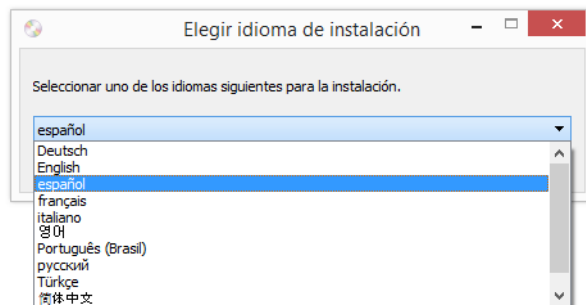 Elegir idioma de instalación
Seleccionar uno de los idiomas siguientes para la instalación.
español
Deutsch
English
español
français
italiano
영어
Português (Brasil)
русский
Türkçe
简体中文